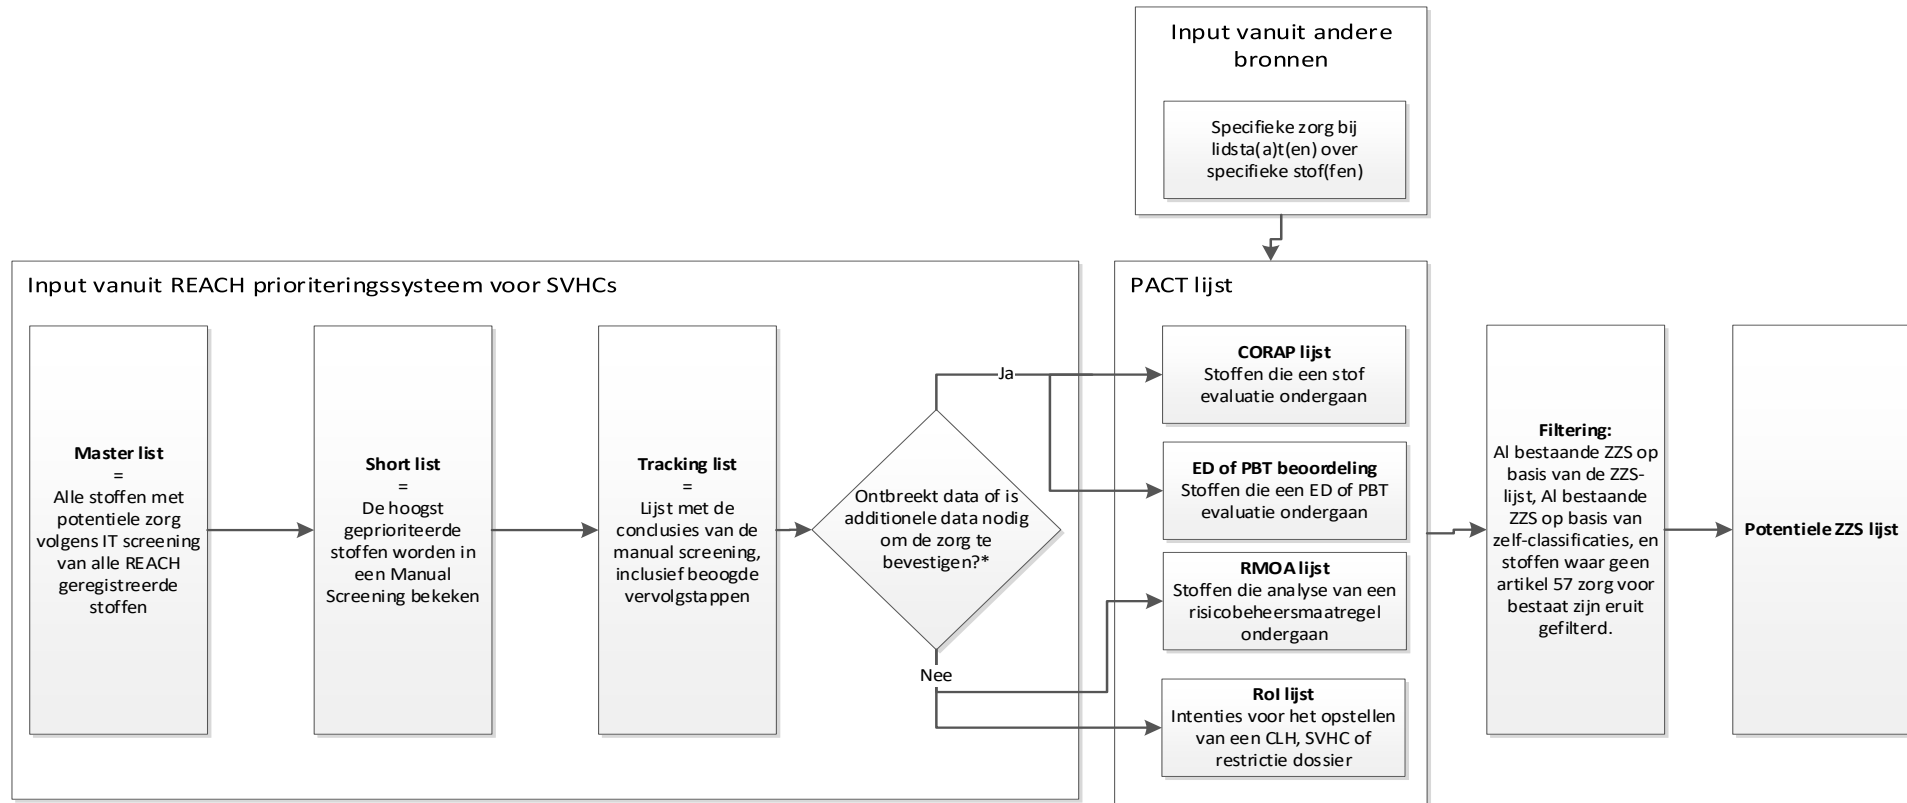 Input vanuit andere
bronnen
Specifieke zorg bij
lidsta(a)t(en) over
specifieke stof(fen)
Input vanuit REACH prioriteringssysteem voor SVHCs
Master list
=
Alle stoffen met
potentiele zorg
volgens IT screening
van alle REACH
geregistreerde
stoffen
Short list
=
De hoogst
geprioriteerde
stoffen worden in
een Manual
Screening bekeken
Tracking list
=
Lijst met de
conclusies van de
manual screening,
inclusief beoogde
vervolgstappen
Ontbreekt data of is
additionele data nodig
om de zorg te
bevestigen?*
Ja
Nee
PACT lijst
CORAP lijst
Stoffen die een stof
evaluatie ondergaan
ED of PBT beoordeling
Stoffen die een ED of PBT
evaluatie ondergaan
RMOA lijst
Stoffen die analyse van een
risicobeheersmaatregel
ondergaan
RoI lijst
Intenties voor het opstellen
van een CLH, SVHC of
restrictie dossier
Filtering:
Al bestaande ZZS op
basis van de ZZS-
lijst, Al bestaande
ZZS op basis van
zelf-classificaties, en
stoffen waar geen
artikel 57 zorg voor
bestaat zijn eruit
gefilterd.
Potentiele ZZS lijst